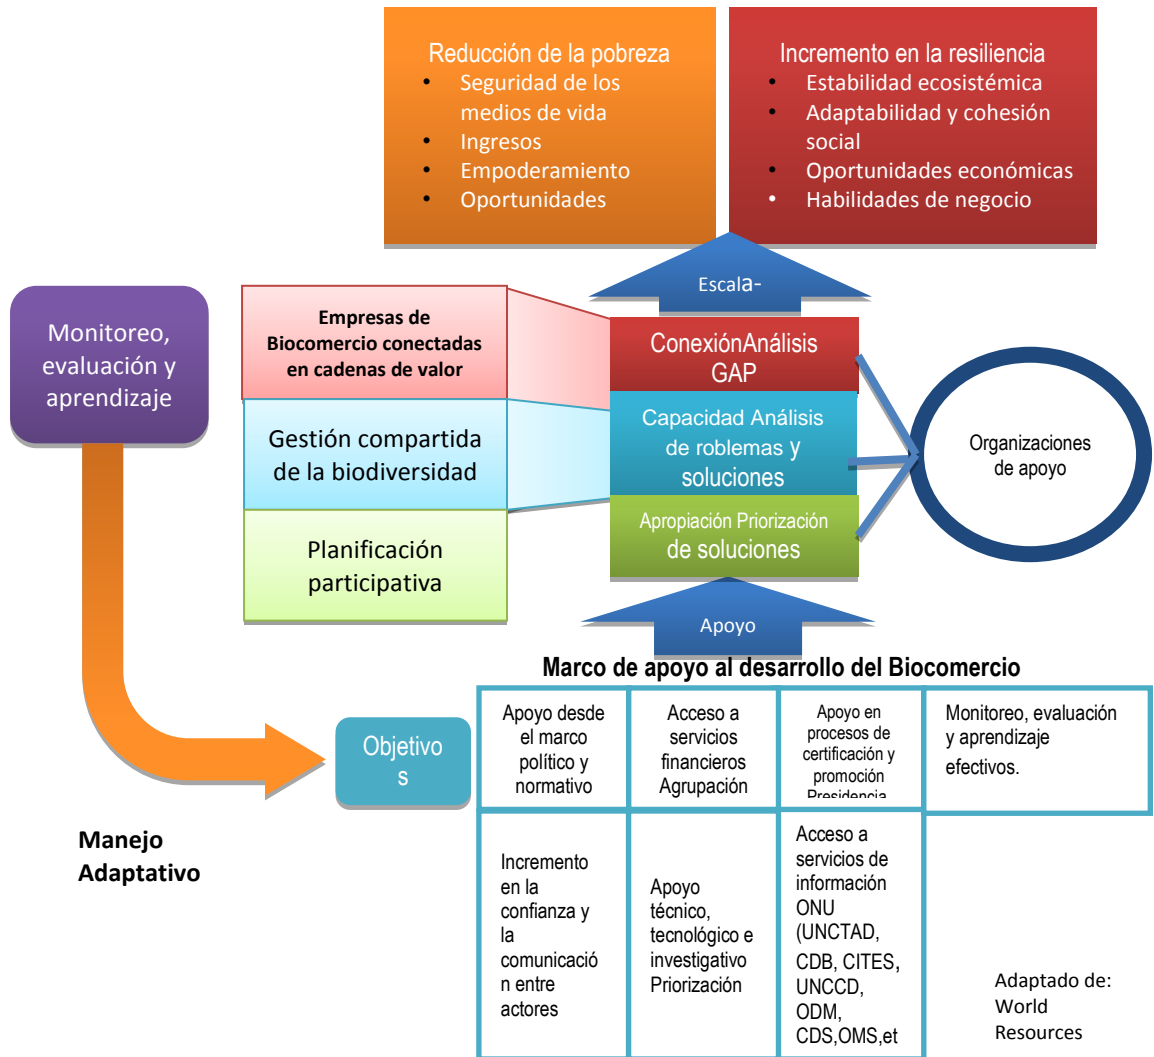 Reducción de la pobreza
• Seguridad de los
medios de vida
• Ingresos
• Empoderamiento
• Oportunidades
Incremento en la resiliencia
• Estabilidad ecosistémica
• Adaptabilidad y cohesión
social
• Oportunidades económicas
• Habilidades de negocio
Escala-
Monitoreo,
evaluación y
aprendizaje
Empresas de
Biocomercio conectadas
en cadenas de valor
Gestión compartida
de la biodiversidad
Planificación
participativa
ConexiónAnálisis
GAP
Capacidad Análisis
de roblemas y
soluciones
Apropiación Priorización
de soluciones
Organizaciones
de apoyo
Apoyo
Marco de apoyo al desarrollo del Biocomercio
Objetivo
s
Apoyo desde
el marco
político y
normativo
Acceso a
servicios
financieros
Agrupación
Apoyo en
procesos de
certificación y
promoción
Presidencia
Monitoreo, evaluación
y aprendizaje
efectivos.
Manejo
Adaptativo
Incremento
en la
confianza y
la
comunicació
n entre
actores
Apoyo
técnico,
tecnológico e
investigativo
Priorización
Acceso a
servicios de
información
ONU
(UNCTAD,
CDB, CITES,
UNCCD,
ODM,
CDS,OMS,et
Adaptado de:
World
Resources